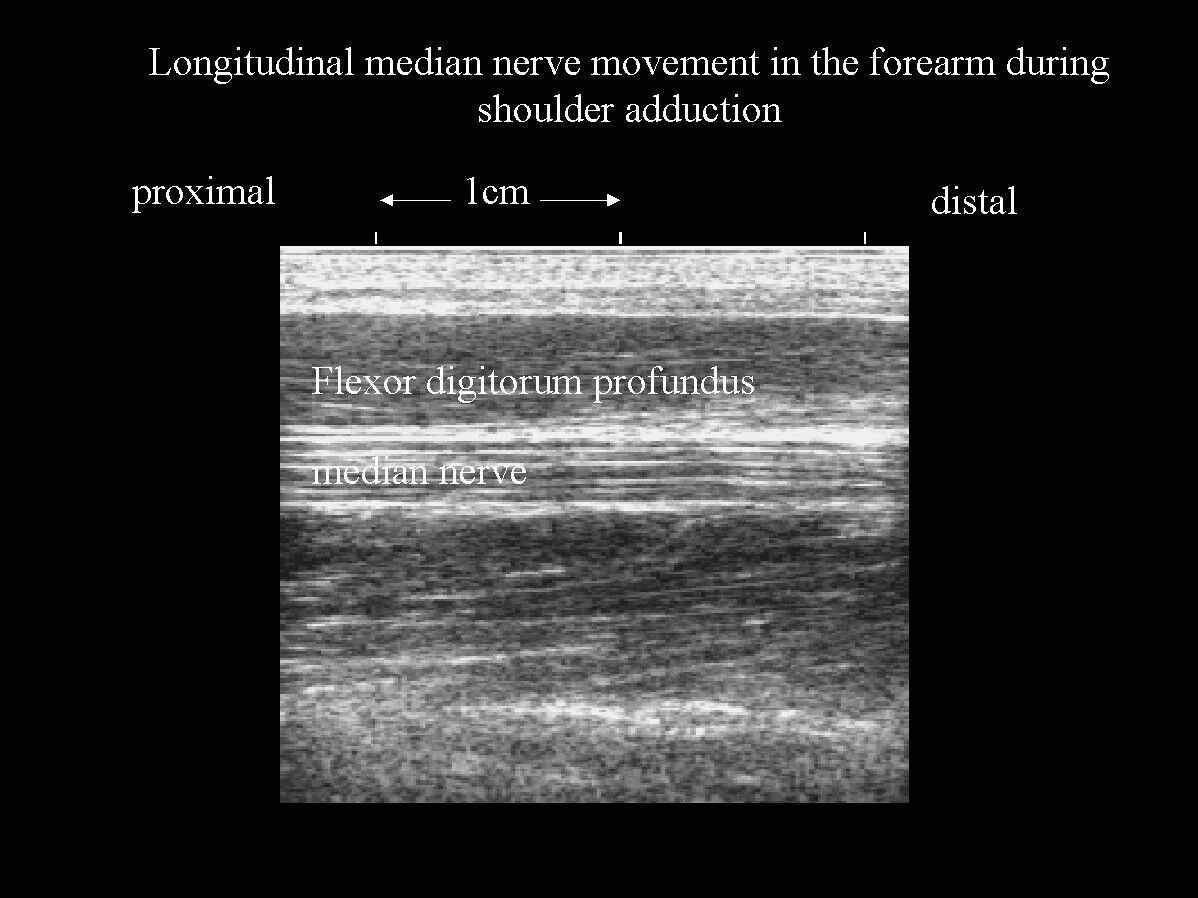 Longitudinal median nerve movement in the forearm during
shoulder adduction
proximal
1cm
distal
Flexor digitorum profundus
median nerve